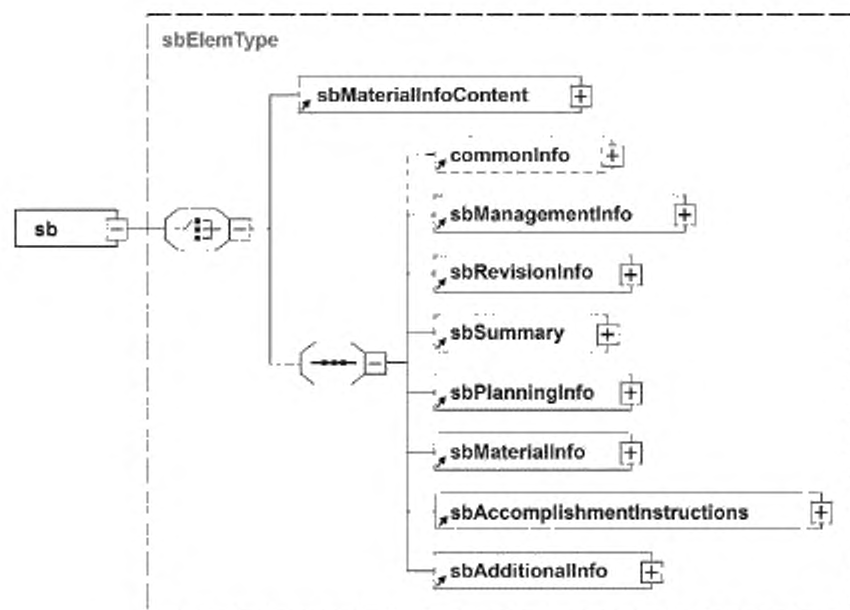 sbElemType
sbMaterialInfoContent
commonInfo
sbManagementInfo
sb
sbRevisionInfo
sbSummary
sbPlanningInfo
sbMaterialInfo
sbAccomplishmentInstructions
sbAdditionalInfo